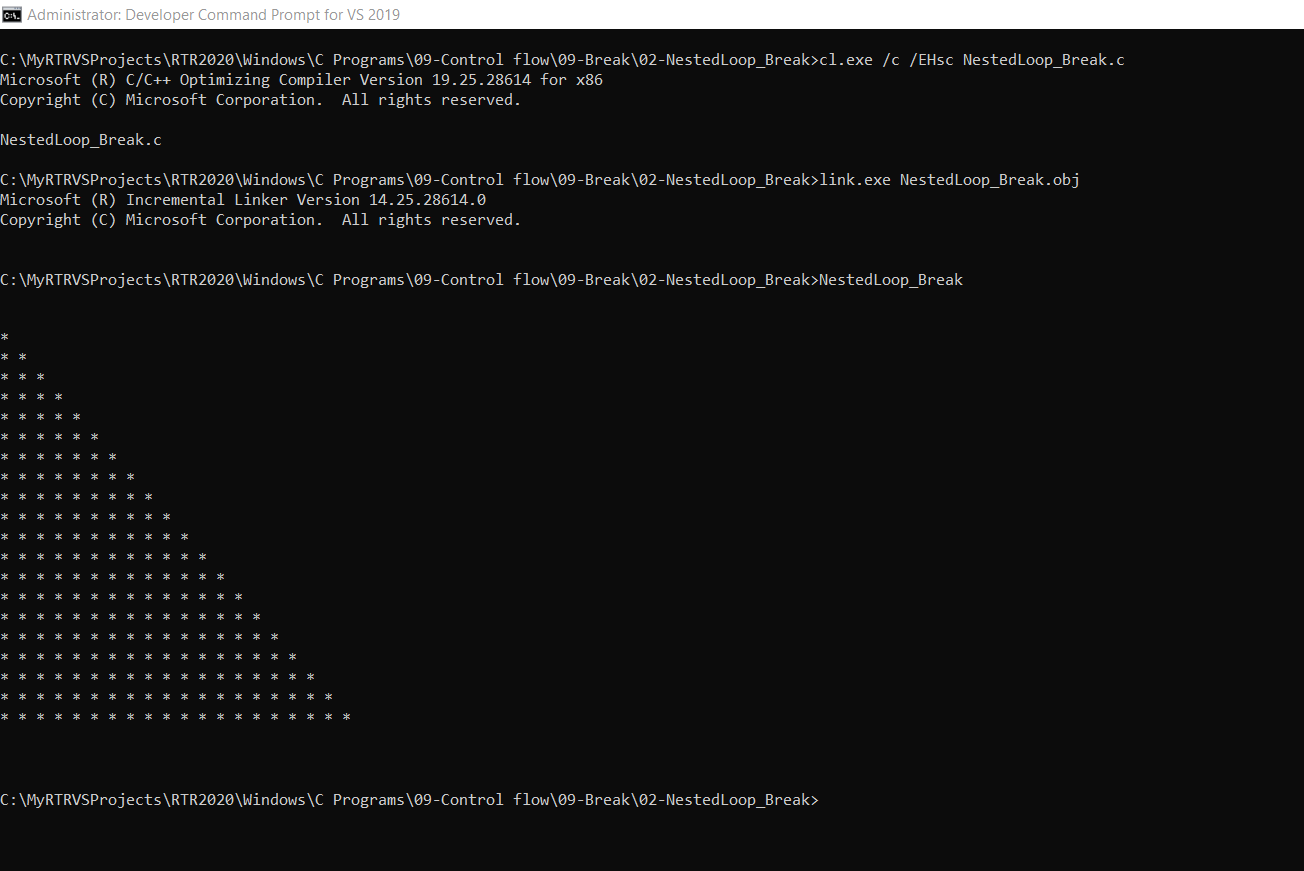 Administrator: Developer Command Prompt for VS 2019
C:\MyRTRVSProjects\RTR2020\Windows\C Programs\09-Control flow\09-Break\02-NestedLoop_Break>cl.exe /c /EHsc NestedLoop_Break.c
Microsoft (R) C/C++ Optimizing Compiler Version 19.25.28614 for x86
Copyright (C) Microsoft Corporation.  All rights reserved.
NestedLoop_Break.c
C:\MyRTRVSProjects\RTR2020\Windows\C Programs\09-Control flow\09-Break\02-NestedLoop_Break>link.exe NestedLoop_Break.obj
Microsoft (R) Incremental Linker Version 14.25.28614.0
Copyright (C) Microsoft Corporation.  All rights reserved.
C:\MyRTRVSProjects\RTR2020\Windows\C Programs\09-Control flow\09-Break\02-NestedLoop_Break>NestedLoop_Break
*
* *
* * *
* * * *
* * * * *
* * * * * *
* * * * * * *
* * * * * * * *
* * * * * * * * *
* * * * * * * * * *
* * * * * * * * * * *
* * * * * * * * * * * *
* * * * * * * * * * * * *
* * * * * * * * * * * * * *
* * * * * * * * * * * * * * *
* * * * * * * * * * * * * * * *
* * * * * * * * * * * * * * * * *
* * * * * * * * * * * * * * * * * *
* * * * * * * * * * * * * * * * * * *
* * * * * * * * * * * * * * * * * * * *
C:\MyRTRVSProjects\RTR2020\Windows\C Programs\09-Control flow\09-Break\02-NestedLoop_Break>